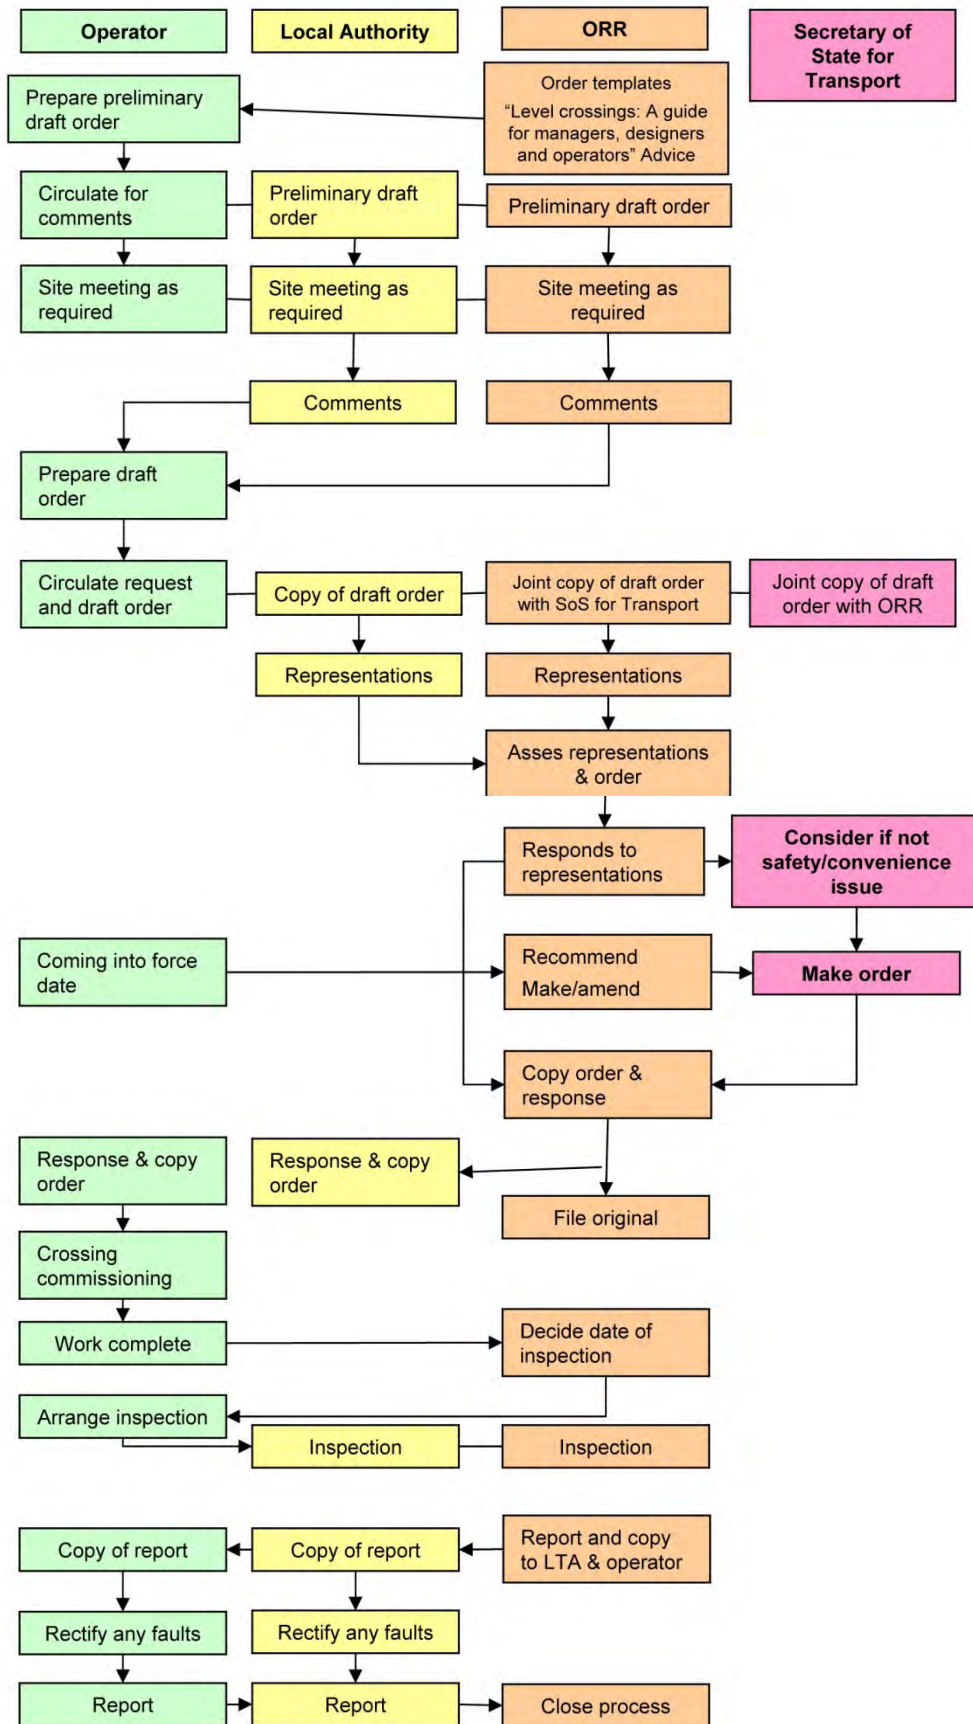 Operator
Local Authority
ORR
Secretary of
State for
Transport
Prepare preliminary
draft order
Order templates
“Level crossings: A guide
for managers, designers
and operators” Advice
Circulate for
comments
Preliminary draft
order
Preliminary draft order
Site meeting as
required
Site meeting as
required
Site meeting as
required
Comments
Comments
Prepare draft
order
Circulate request
and draft order
Copy of draft order
Joint copy of draft order
with SoS for Transport
Joint copy of draft
order with ORR
Representations
Representations
Asses representations
& order
Responds to
representations
Consider if not
safety/convenience
issue
Coming into force
date
Recommend
Make/amend
Make order
Copy order &
response
Response & copy
order
Response & copy
order
File original
Crossing
commissioning
Work complete
Decide date of
inspection
Arrange inspection
Inspection
Inspection
Copy of report
Copy of report
Report and copy
to LTA & operator
Rectify any faults
Rectify any faults
Report
Report
Close process